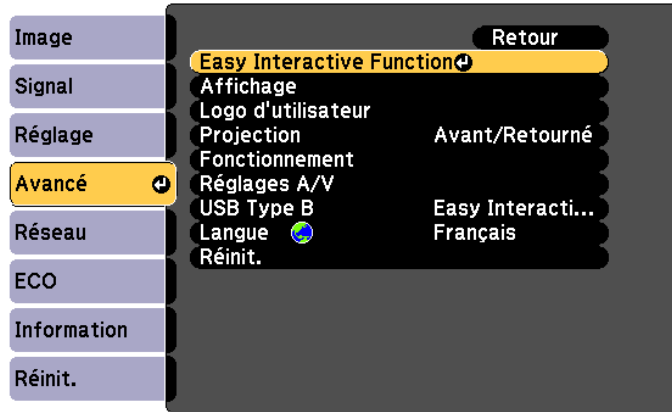 Image
Signal
Réglage
Avancé
Réseau
ECO
Information
Réinit.
Retour
Easy Interactive Function
Affichage
Logo d'utilisateur
Projection Avant/Retourné
Fonctionnement
Réglages A/V
USB Type B Easy Interacti...
Langue Français
Réinit.